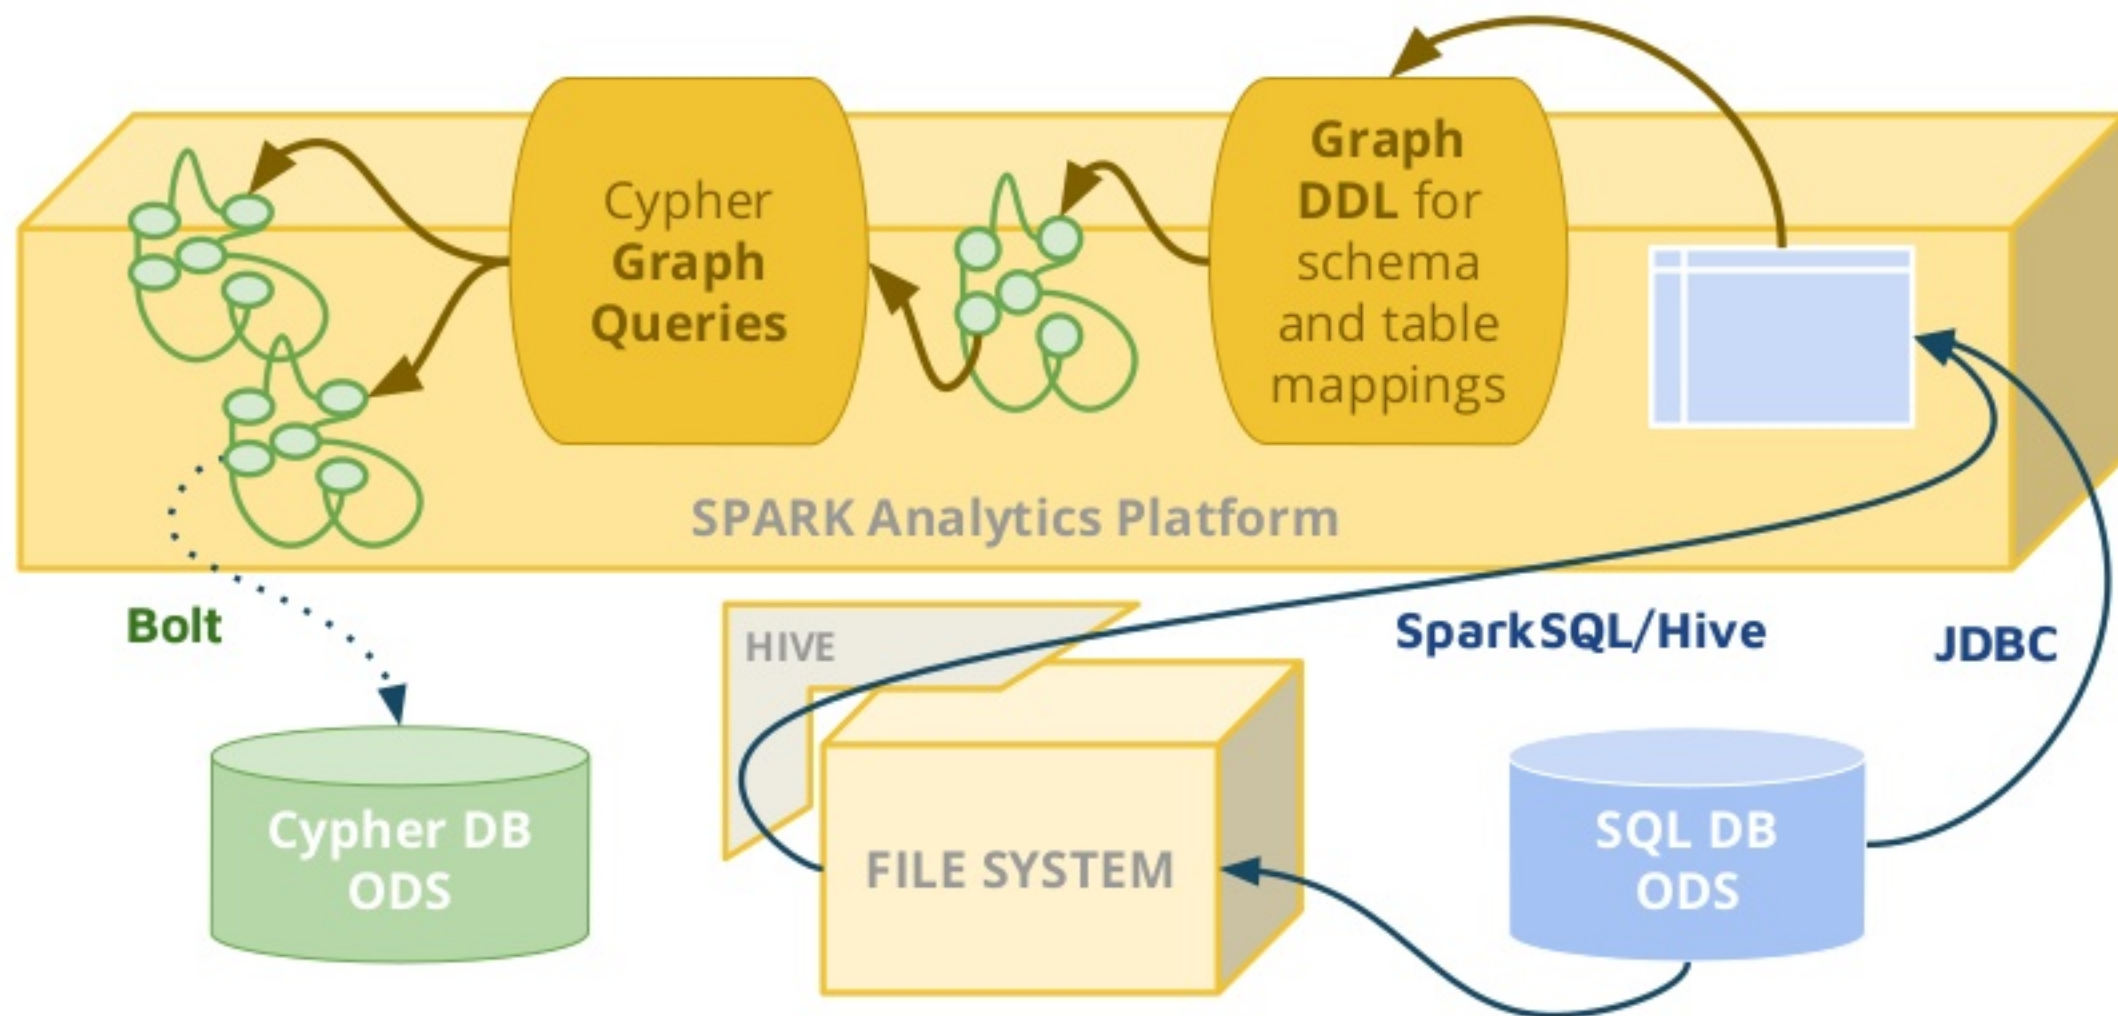 Cypher
Graph
Queries
Graph
DDL for
schema
and table
mappings
SPARK Analytics Platform
Bolt
HIVE
SparkSQL/Hive
JDBC
Cypher DB
ODS
FILE SYSTEM
SQL DB
ODS